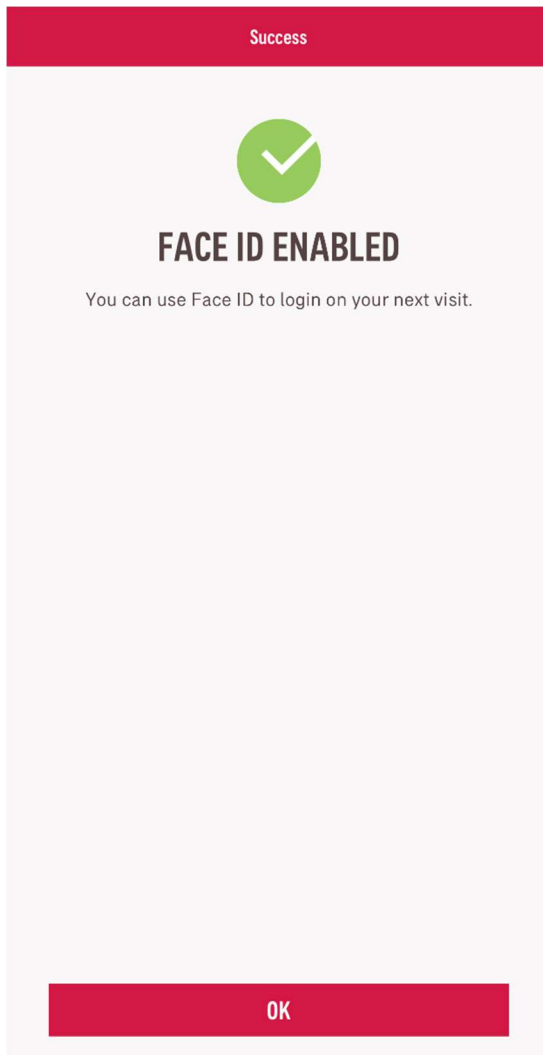 Success
FACE ID ENABLED
You can use Face ID to login on your next visit.
OK